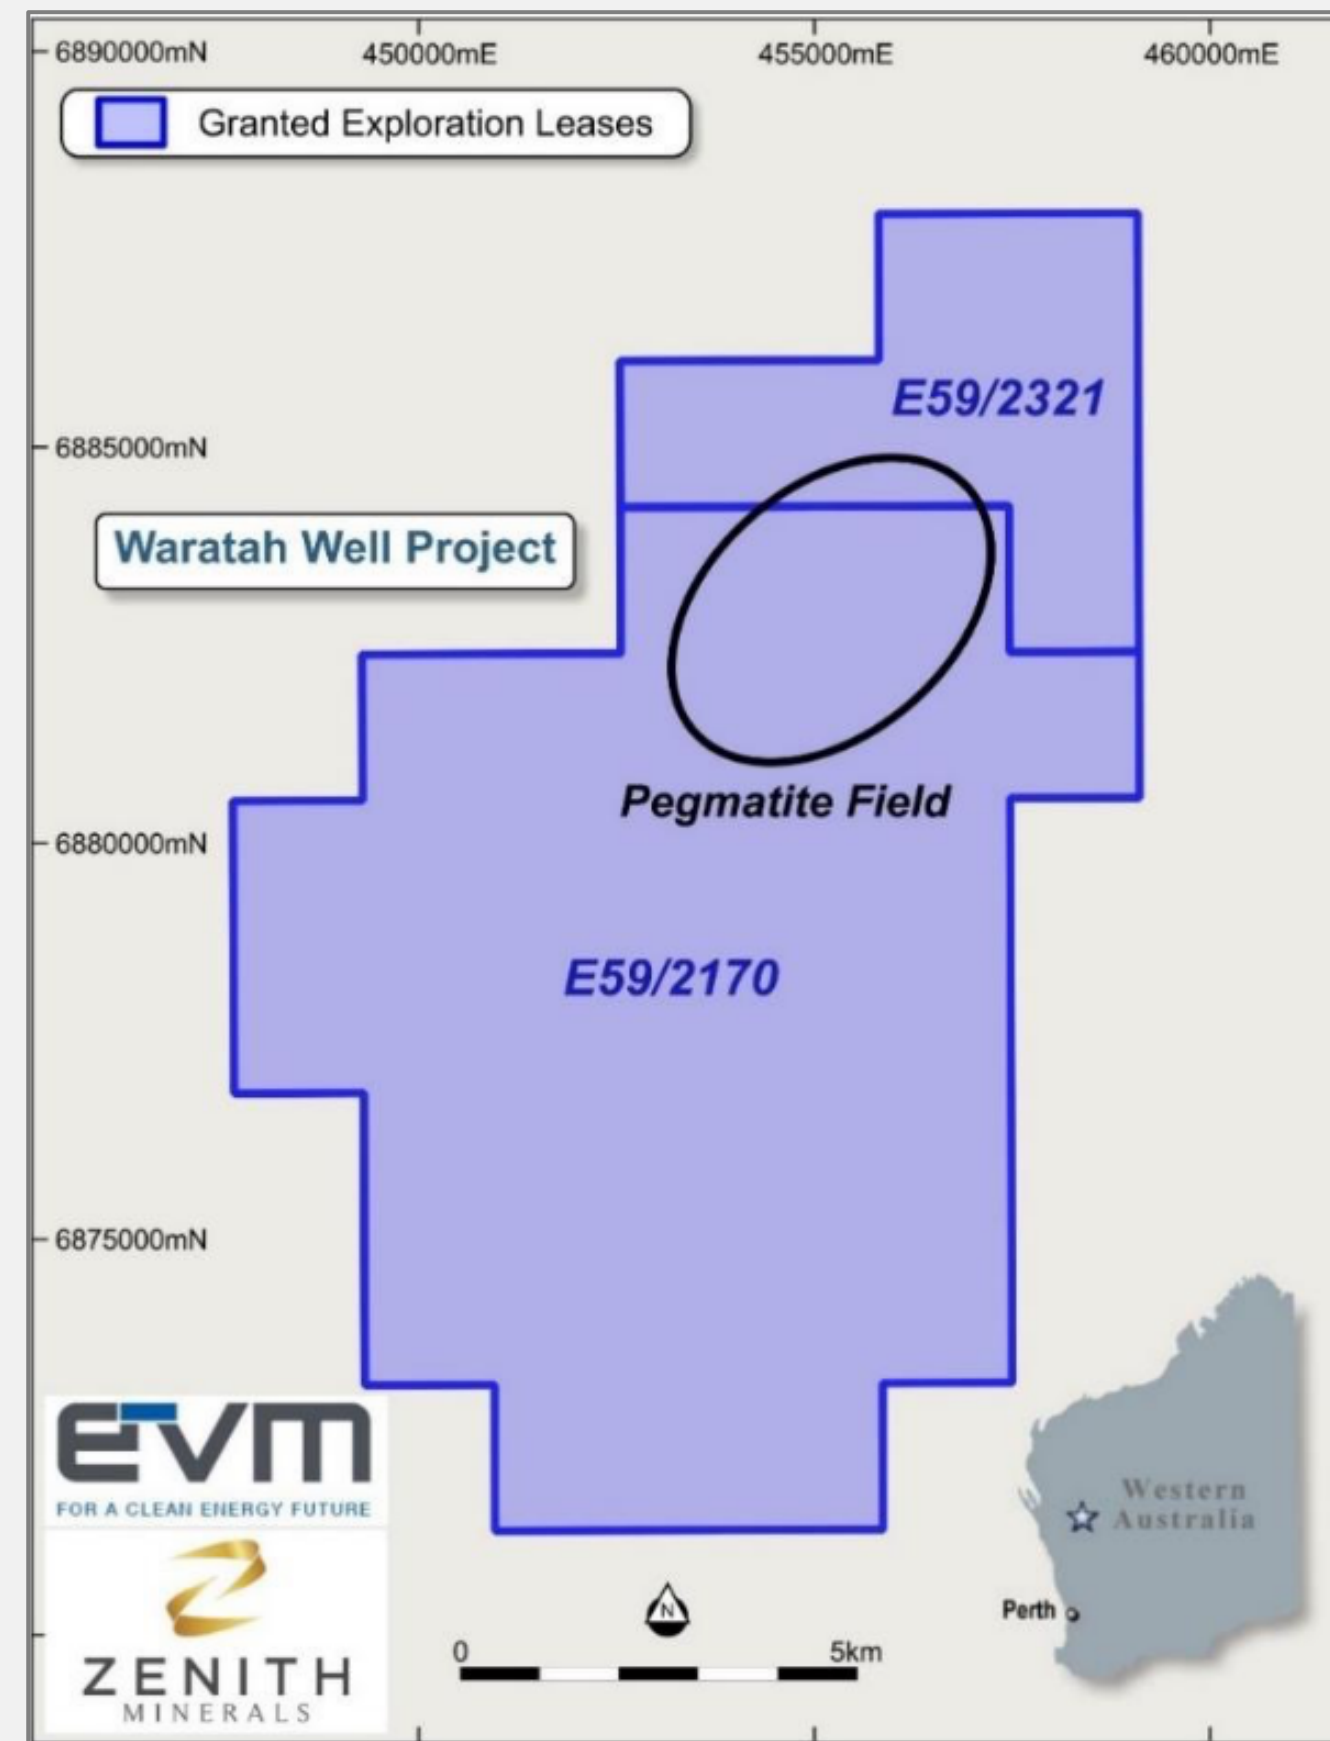 6890000mN
450000mE
455000mE
460000mE
Granted Exploration Leases
E59/2321
6885000mN
Waratah Well Project
Pegmatite Field
6880000mN
E59/2170
6875000mN
EVM
FOR A CLEAN ENERGY FUTURE
ZENITH
MINERALS
N
0
5km
Western
Australia
Perth